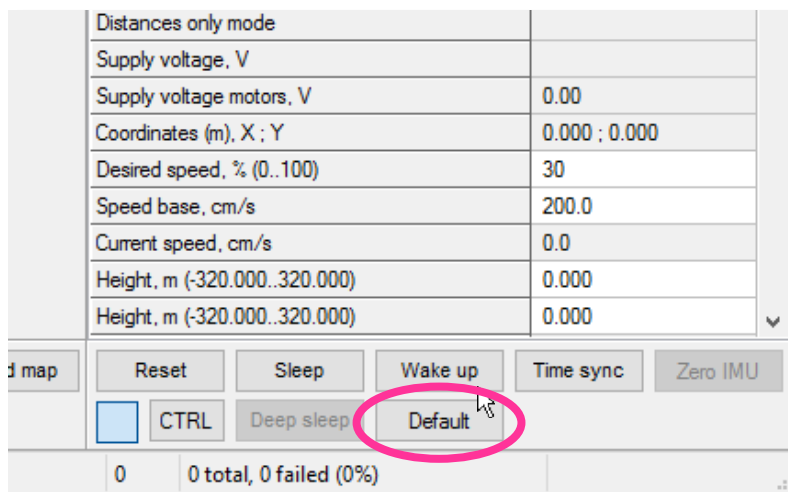 Distances only mode
Supply voltage, V
Supply voltage motors, V 0.00
Coordinates (m), X ; Y 0.000 ; 0.000
Desired speed, % (0..100) 30
Speed base, cm/s 200.0
Current speed, cm/s 0.0
Height, m (-320.000..320.000) 0.000
Height, m (-320.000..320.000) 0.000
d map Reset Sleep Wake up Time sync Zero IMU
CTRL Deep sleep Default
0 0 total, 0 failed (0%)